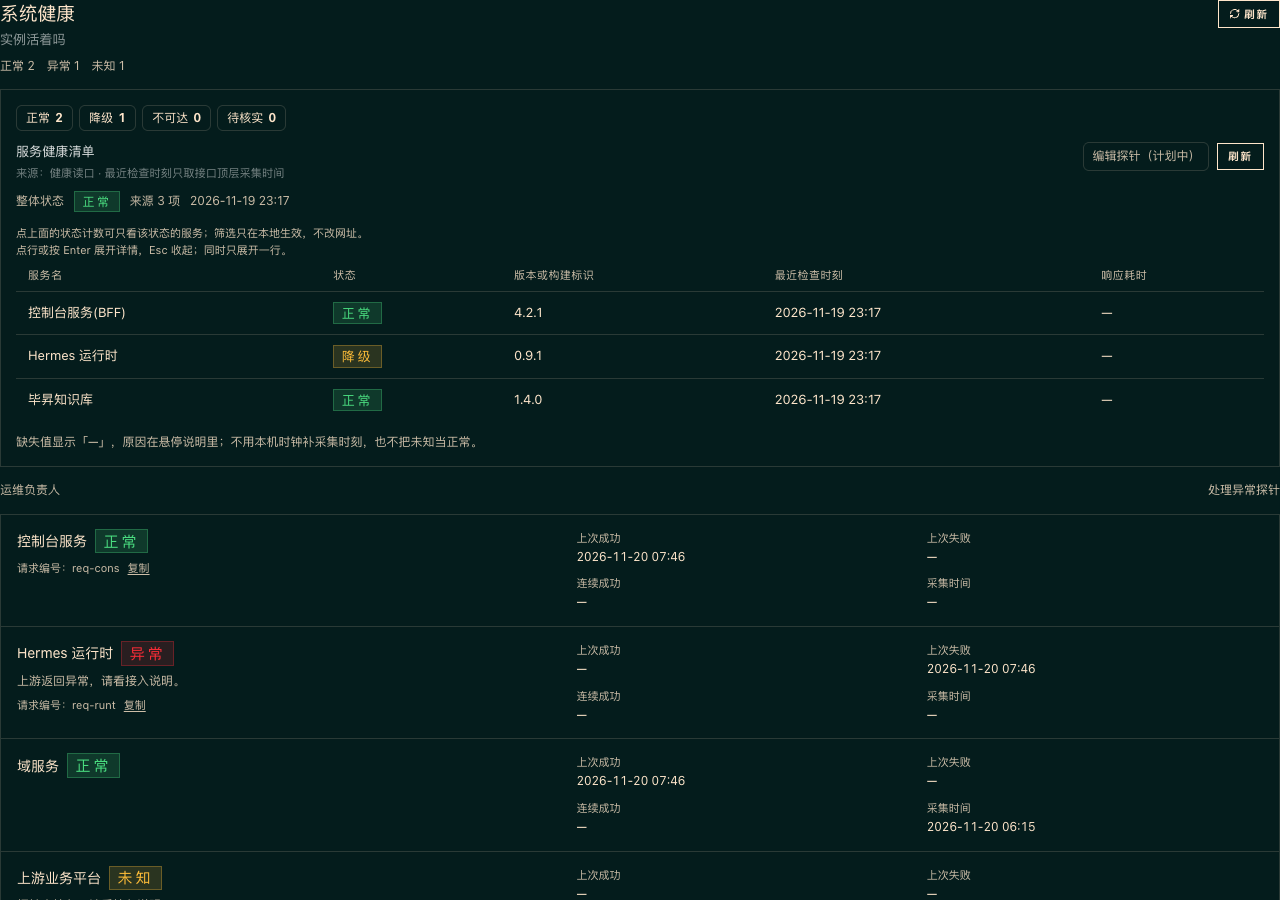 系统健康
刷新
实例活着吗
正常 2 异常 1 未知 1
正常 2 降级 1 不可达 0 待核实 0
服务健康清单
来源：健康读口 · 最近检查时刻只取接口顶层采集时间
编辑探针（计划中） 刷新
整体状态 正常 来源 3 项 2026-11-19 23:17
点上面的状态计数可只看该状态的服务；筛选只在本地生效，不改网址。
点行或按 Enter 展开详情，Esc 收起；同时只展开一行。
服务名 状态 版本或构建标识 最近检查时刻 响应耗时
控制台服务(BFF) 正常 4.2.1 2026-11-19 23:17 —
Hermes 运行时 降级 0.9.1 2026-11-19 23:17 —
毕昇知识库 正常 1.4.0 2026-11-19 23:17 —
缺失值显示「—」，原因在悬停说明里；不用本机时钟补采集时刻，也不把未知当正常。
运维负责人 处理异常探针
控制台服务 正常
请求编号：req-cons 复制
上次成功 上次失败
2026-11-20 07:46 —
连续成功 采集时间
— —
Hermes 运行时 异常
上游返回异常，请看接入说明。
请求编号：req-runt 复制
上次成功 上次失败
— 2026-11-20 07:46
连续成功 采集时间
— —
域服务 正常
上次成功 上次失败
2026-11-20 07:46 —
连续成功 采集时间
— 2026-11-20 06:15
上游业务平台 未知
上次成功 上次失败
— —